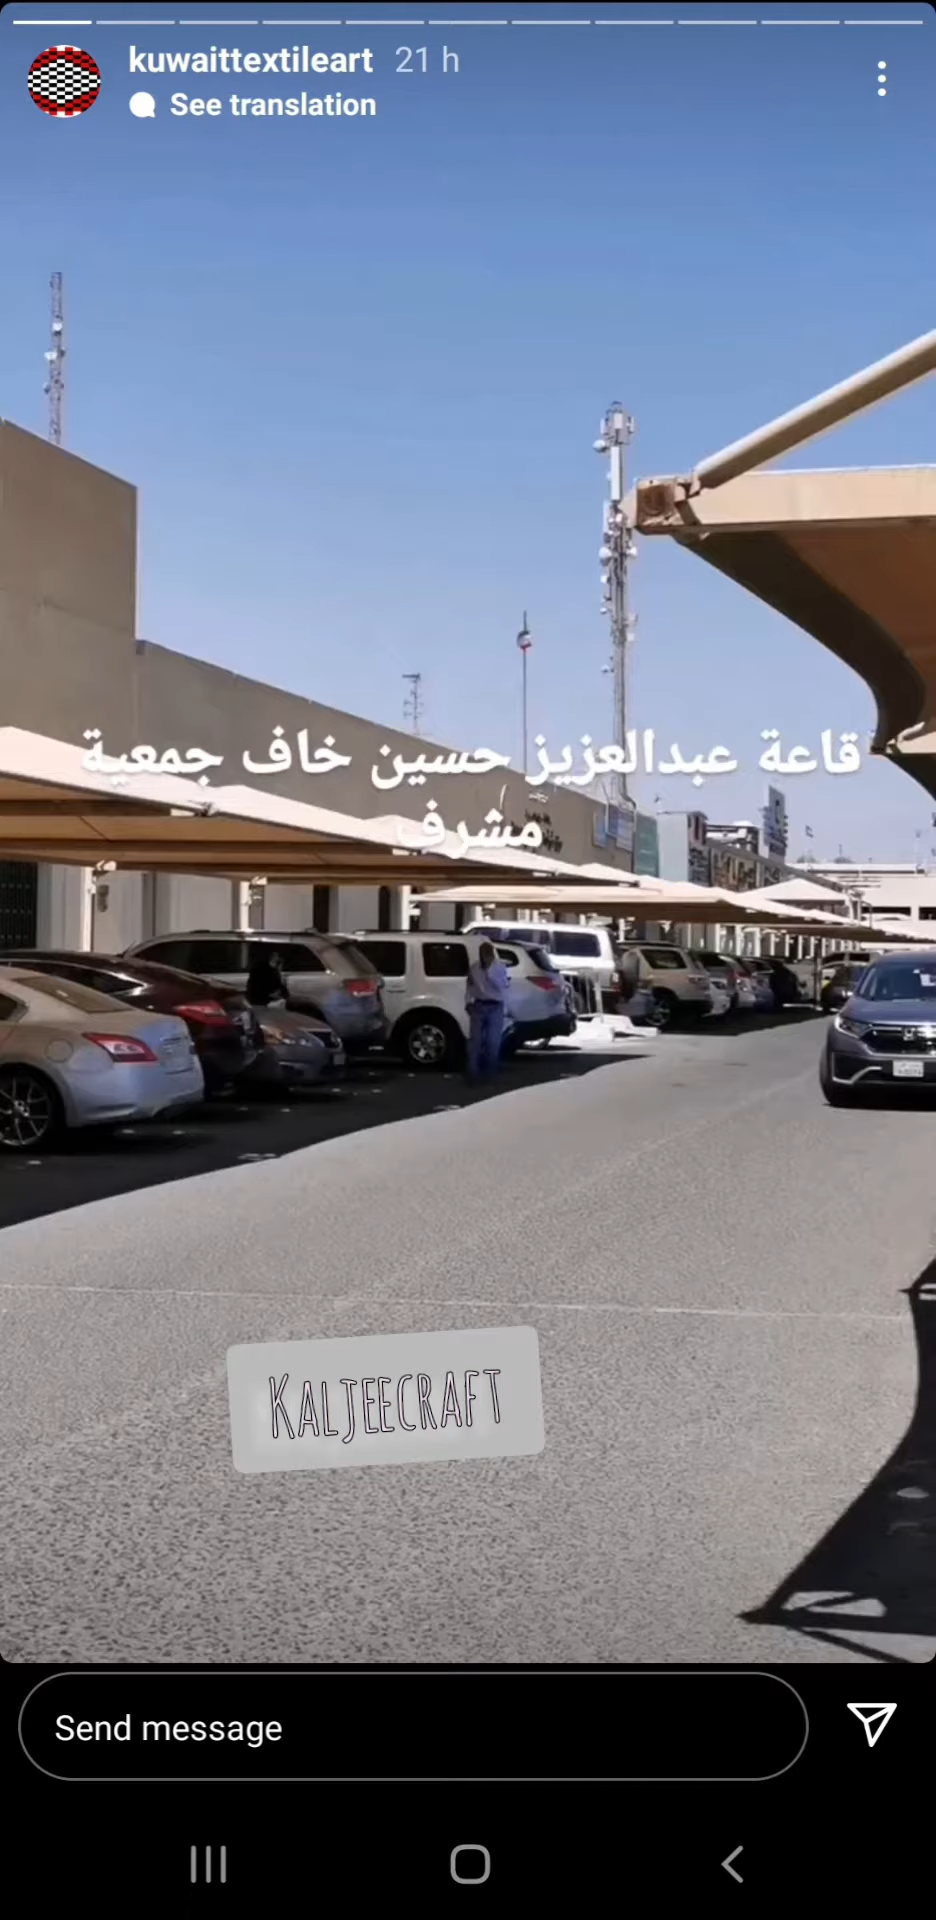 kuwaittextileart 21 h
See translation
قاعة عبدالعزيز حسين خاف جمعية
مشرف
KALJEECRAFT
Send message